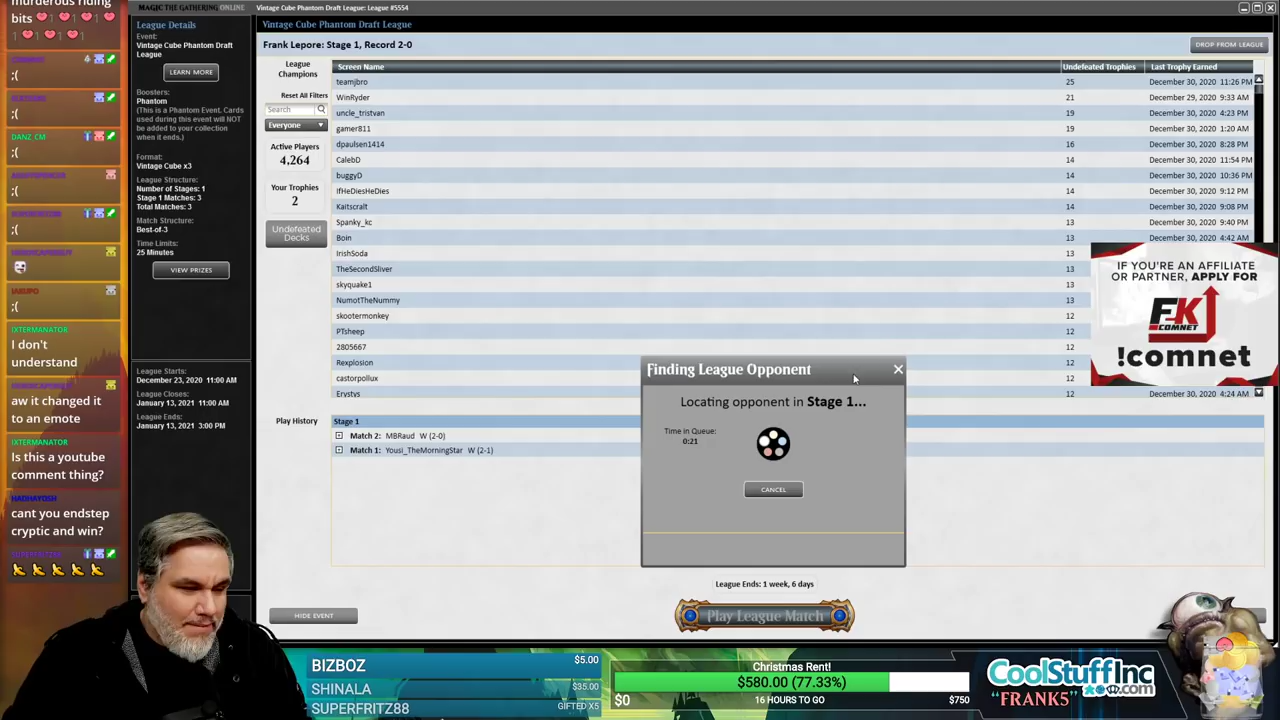 murderous riding
bits
1 1 1 1
MAGIC THE GATHERING ONLINE
Vintage Cube Phantom Draft League: League #5554
League Details
Event:
Vintage Cube Phantom Draft
League
LEARN MORE
Boosters:
Phantom
(This is a Phantom Event. Cards
used during this event will NOT
be added to your collection
when it ends.)
Format:
Vintage Cube x3
League Structure:
Number of Stages: 1
Stage 1 Matches: 3
Total Matches: 3
Match Structure:
Best-of-3
Time Limits:
25 Minutes
VIEW PRIZES
League Starts:
December 23, 2020 11:00 AM
League Closes:
January 13, 2021 11:00 AM
League Ends:
January 13, 2021 3:00 PM
Vintage Cube Phantom Draft League
Frank Lepore: Stage 1, Record 2-0
DROP FROM LEAGUE
League
Champions
Reset All Filters
Search
Everyone
Active Players
4,264
Your Trophies
2
Undefeated
Decks
Screen Name Undefeated Trophies Last Trophy Earned
teamjbro 25 December 30, 2020 11:26 PM
WinRyder 21 December 29, 2020 9:33 AM
uncle_tristvan 19 December 30, 2020 4:23 PM
gamer811 19 December 30, 2020 1:20 AM
dpaulsen1414 16 December 30, 2020 8:28 PM
CalebD 14 December 30, 2020 11:54 PM
buggyD 14 December 30, 2020 10:36 PM
IfHeDiesHeDies 14 December 30, 2020 9:12 PM
Kaitscralt 14 December 30, 2020 9:08 PM
Spanky_kc 13 December 30, 2020 9:40 PM
Boin 13 December 30, 2020 4:42 AM
IrishSoda 13
TheSecondSliver 13
skyquake1 13
NumotTheNummy 13
skootermonkey 12
PTsheep 12
2805667 12
Rexplosion 12
castorpollux 12
Erystys 12 December 30, 2020 4:24 AM
Finding League Opponent
Locating opponent in Stage 1...
Time in Queue:
0:21
CANCEL
Play History
Stage 1
Match 2: MBRaud W (2-0)
Match 1: Yousi_TheMorningStar W (2-1)
League Ends: 1 week, 6 days
HIDE EVENT
Play League Match
;(
;(
DANZ_CM
;(
;(
;(
;(
IXTERMANATOR
I don't
understand
aw it changed it
to an emote
IXTERMANATOR
Is this a youtube
comment thing?
NADHAYOSH
cant you endstep
cryptic and win?
SUPERFRITZ88
IF YOU'RE AN AFFILIATE
OR PARTNER, APPLY FOR
COMNET
!comnet
BIZBOZ $5.00
SHINALA $35.00
SUPERFRITZ88 GIFTED X5
Christmas Rent!
$580.00 (77.33%)
$0 16 HOURS TO GO $750
CoolStuffInc
.com
"FRANKS"